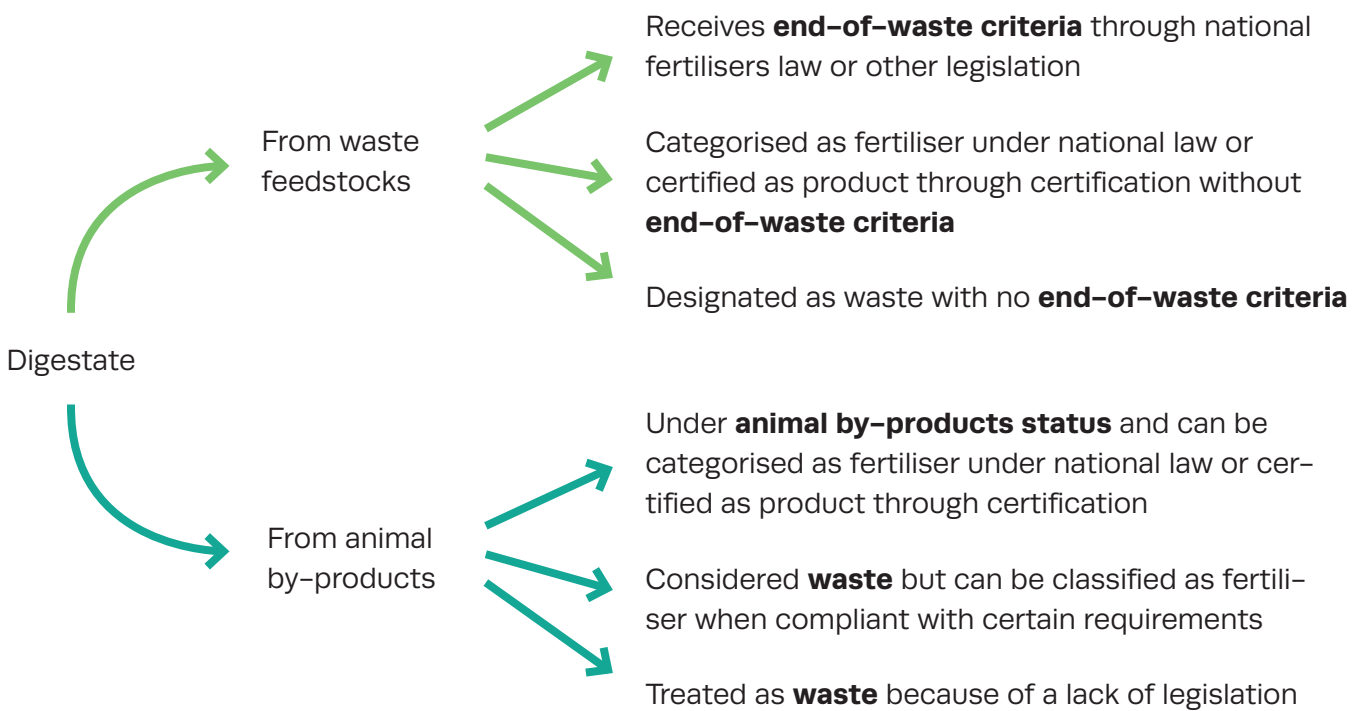 Digestate
From waste
feedstocks
Receives end-of-waste criteria through national
fertilisers law or other legislation
Categorised as fertiliser under national law or
certified as product through certification without
end-of-waste criteria
Designated as waste with no end-of-waste criteria
From animal
by-products
Under animal by-products status and can be
categorised as fertiliser under national law or cer-
tified as product through certification
Considered waste but can be classified as fertili-
ser when compliant with certain requirements
Treated as waste because of a lack of legislation